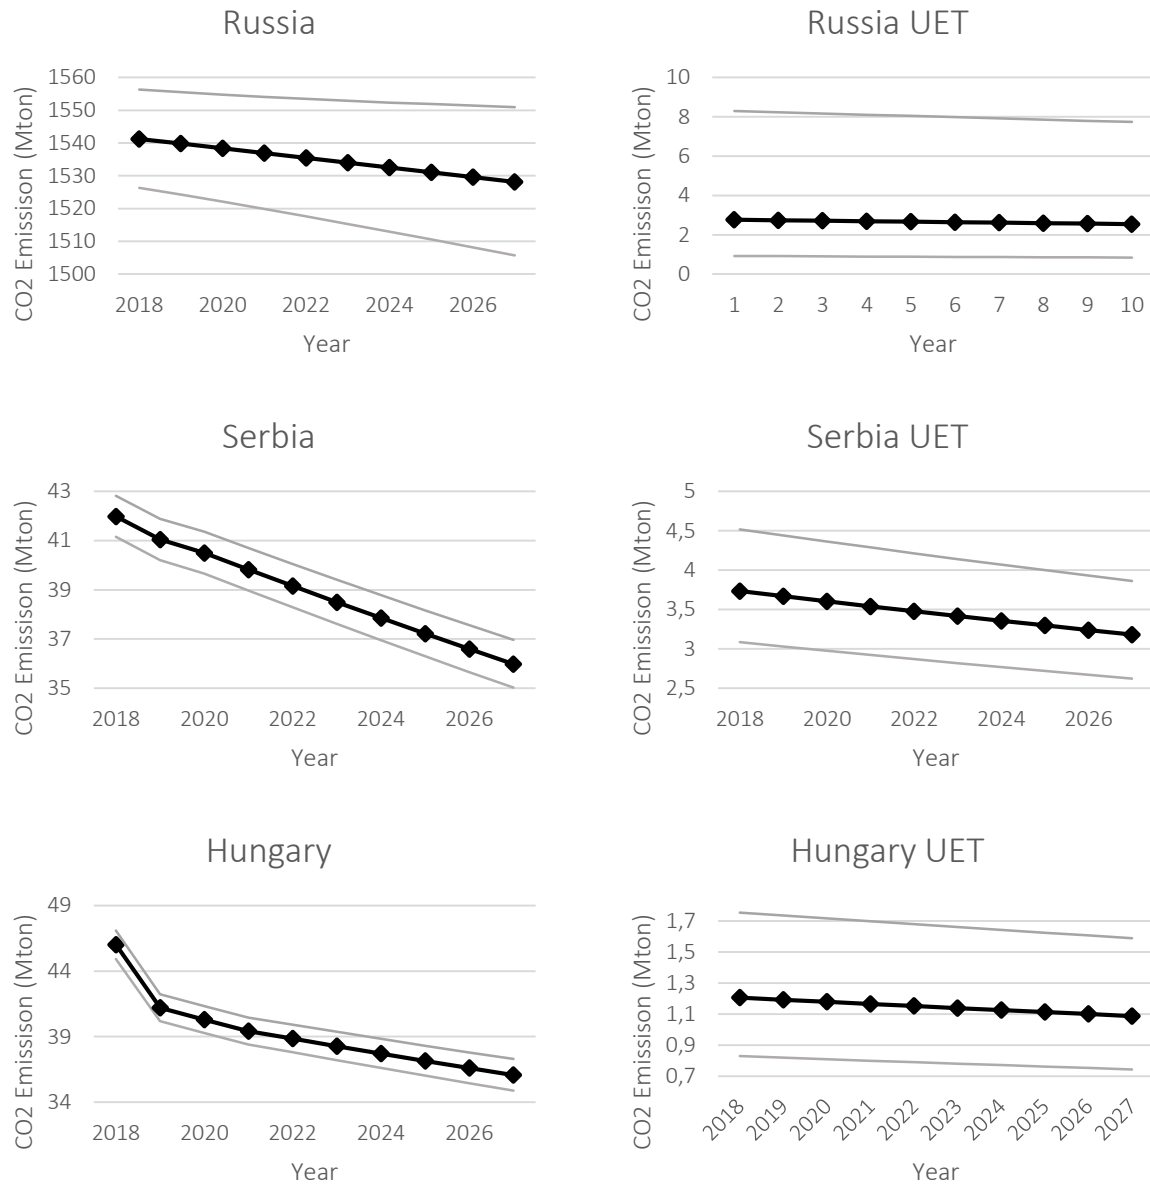 Russia
CO2 Emissison (Mton)
1560
1550
1540
1530
1520
1510
1500
2018 2020 2022 2024 2026
Year
Russia UET
CO2 Emissison (Mton)
10
8
6
4
2
0
1 2 3 4 5 6 7 8 9 10
Year
Serbia
CO2 Emissison (Mton)
43
41
39
37
35
2018 2020 2022 2024 2026
Year
Serbia UET
CO2 Emissison (Mton)
5
4,5
4
3,5
3
2,5
2018 2020 2022 2024 2026
Year
Hungary
CO2 Emissison (Mton)
49
44
39
34
2018 2020 2022 2024 2026
Year
Hungary UET
CO2 Emissison (Mton)
1,7
1,5
1,3
1,1
0,9
0,7
2018 2019 2020 2021 2022 2023 2024 2025 2026 2027
Year